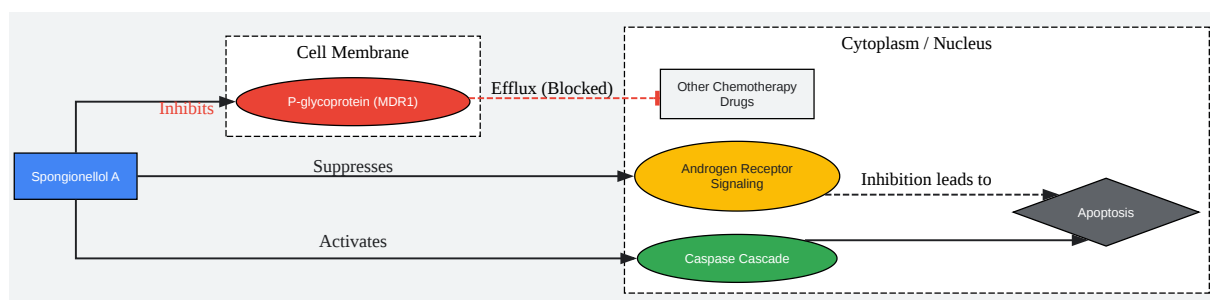 Cell Membrane
Cytoplasm / Nucleus
P-glycoprotein (MDR1)
Efflux (Blocked)
Other Chemotherapy
Drugs
Inhibits
Spongionellol A
Suppresses
Androgen Receptor
Signaling
Inhibition leads to
Apoptosis
Activates
Caspase Cascade